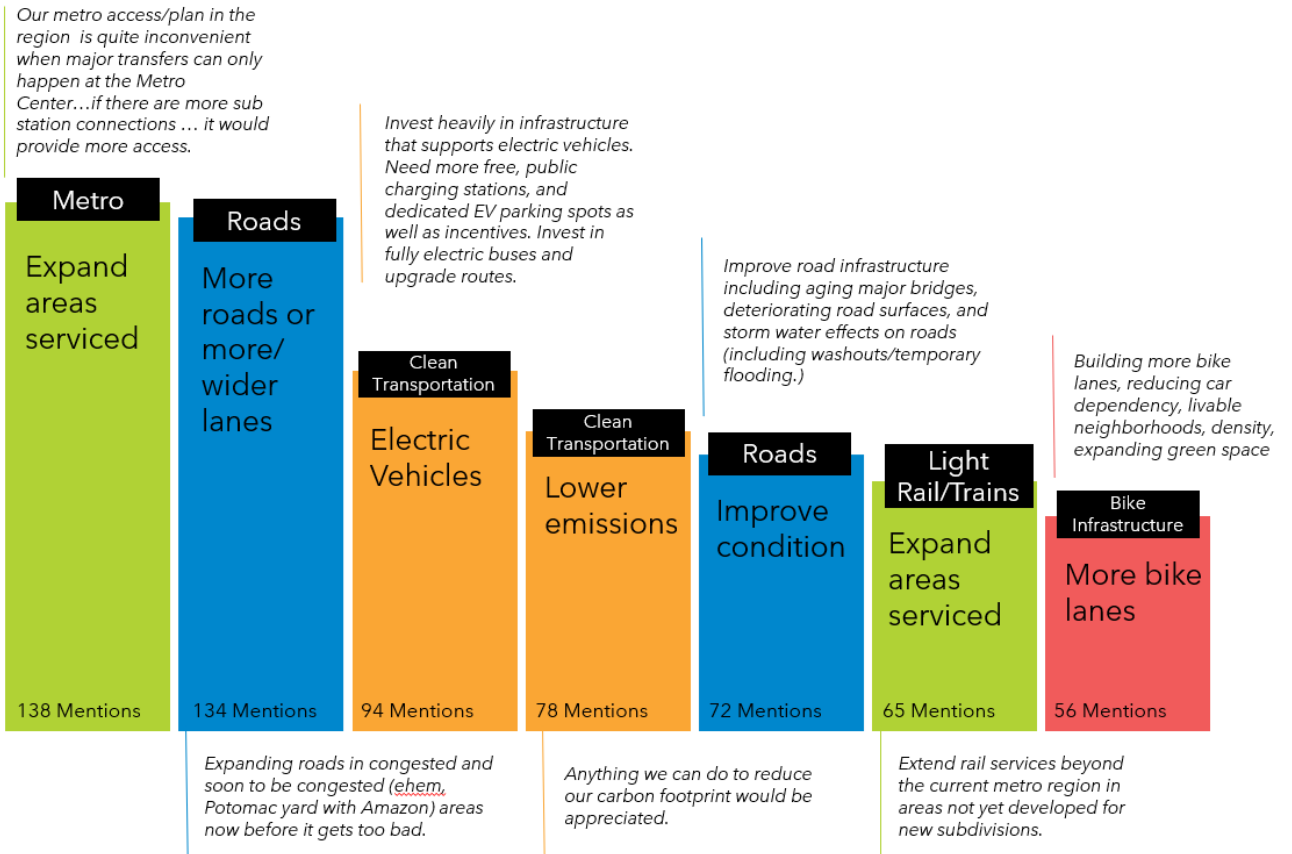 Our metro access/plan in the
region is quite inconvenient
when major transfers can only
happen at the Metro
Center…if there are more sub
station connections … it would
provide more access.
Metro
Expand
areas
serviced
138 Mentions
Roads
More
roads or
more/
wider
lanes
134 Mentions
Expanding roads in congested and
soon to be congested (ehem,
Potomac yard with Amazon) areas
now before it gets too bad.
Invest heavily in infrastructure
that supports electric vehicles.
Need more free, public
charging stations, and
dedicated EV parking spots as
well as incentives. Invest in
fully electric buses and
upgrade routes.
Clean
Transportation
Electric
Vehicles
94 Mentions
Clean
Transportation
Lower
emissions
78 Mentions
Anything we can do to reduce
our carbon footprint would be
appreciated.
Improve road infrastructure
including aging major bridges,
deteriorating road surfaces, and
storm water effects on roads
(including washouts/temporary
flooding.)
Roads
Improve
condition
72 Mentions
Light
Rail/Trains
Expand
areas
serviced
65 Mentions
Extend rail services beyond
the current metro region in
areas not yet developed for
new subdivisions.
Building more bike
lanes, reducing car
dependency, livable
neighborhoods, density,
expanding green space
Bike
Infrastructure
More bike
lanes
56 Mentions